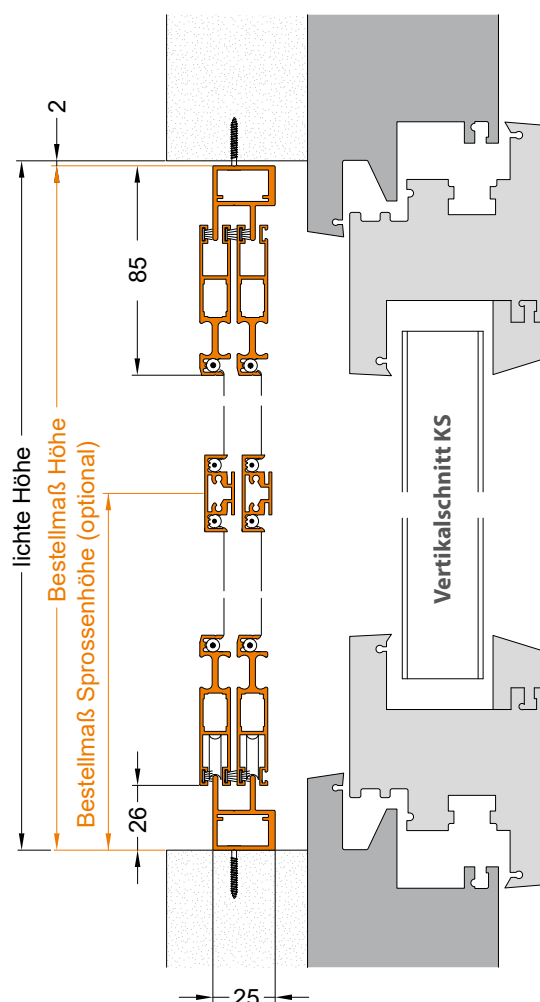 2
lichte Höhe
Bestellmaß Höhe
Bestellmaß Sprossenhöhe (optional)
85
26
25
Vertikalschnitt KS